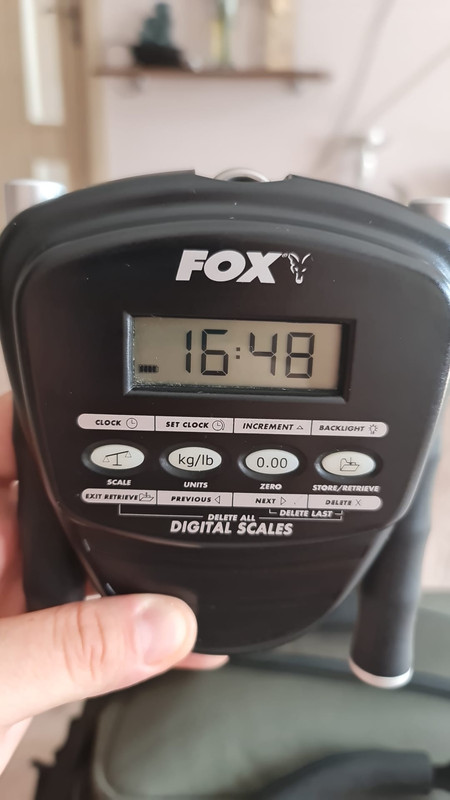 FOX
16:48
CLOCK SET CLOCK INCREMENT BACKLIGHT
kg/lb 0.00
SCALE UNITS ZERO STORE/RETRIEVE
EXIT RETRIEVE PREVIOUS NEXT DELETE X
DELETE ALL DELETE LAST
DIGITAL SCALES